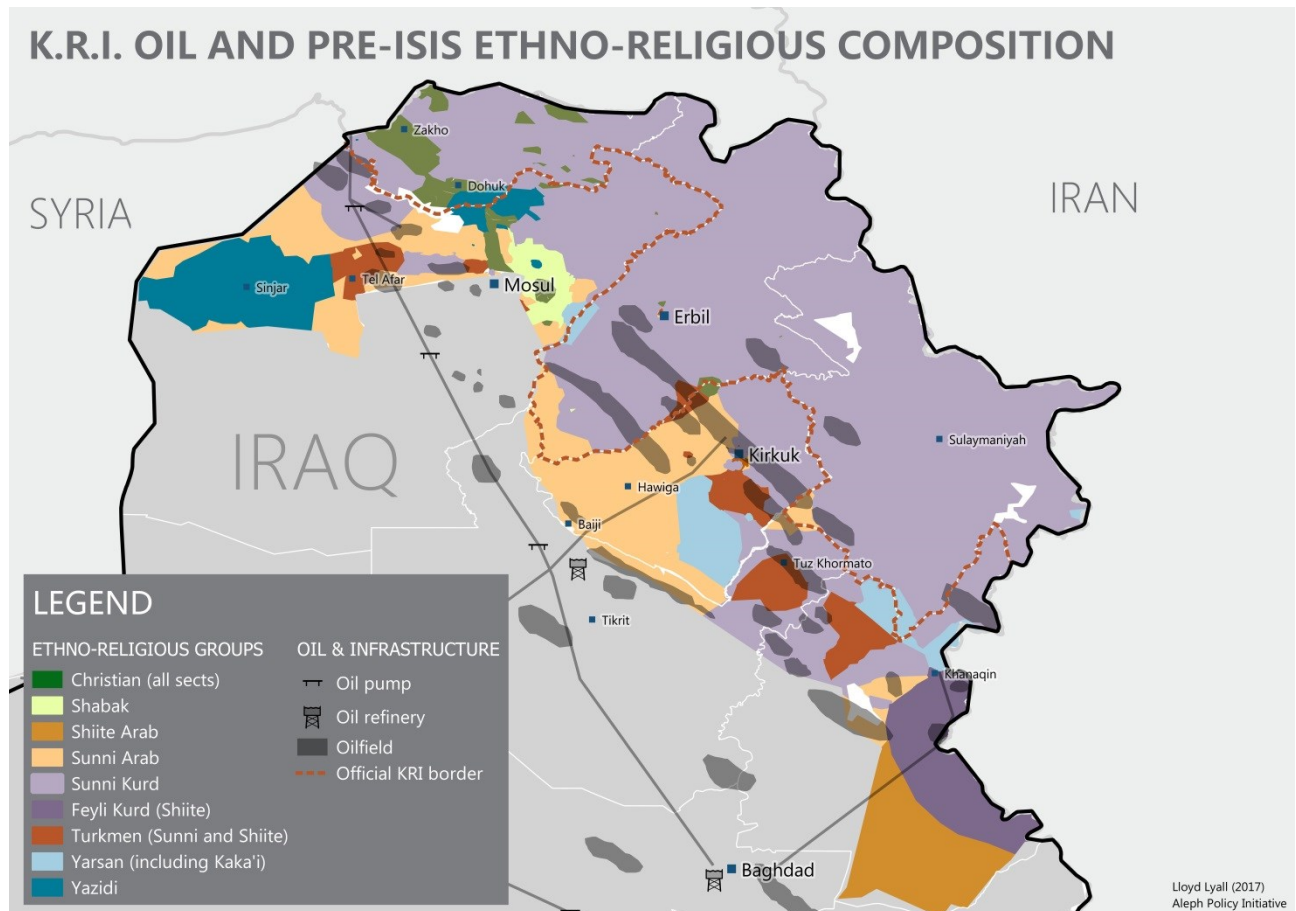 K.R.I. OIL AND PRE-ISIS ETHNO-RELIGIOUS COMPOSITION
Zakho
Dohuk
SYRIA
IRAN
Sinjar
Tel Afar
Mosul
Erbil
IRAQ
Sulaymaniyah
Kirkuk
Hawiga
Baiji
Tuz Khormato
Tikrit
Khanaqin
Baghdad
LEGEND
ETHNO-RELIGIOUS GROUPS
Christian (all sects)
Shabak
Shiite Arab
Sunni Arab
Sunni Kurd
Feyli Kurd (Shiite)
Turkmen (Sunni and Shiite)
Yarsan (including Kaka'i)
Yazidi
OIL & INFRASTRUCTURE
Oil pump
Oil refinery
Oilfield
Official KRI border
Lloyd Lyall (2017)
Aleph Policy Initiative